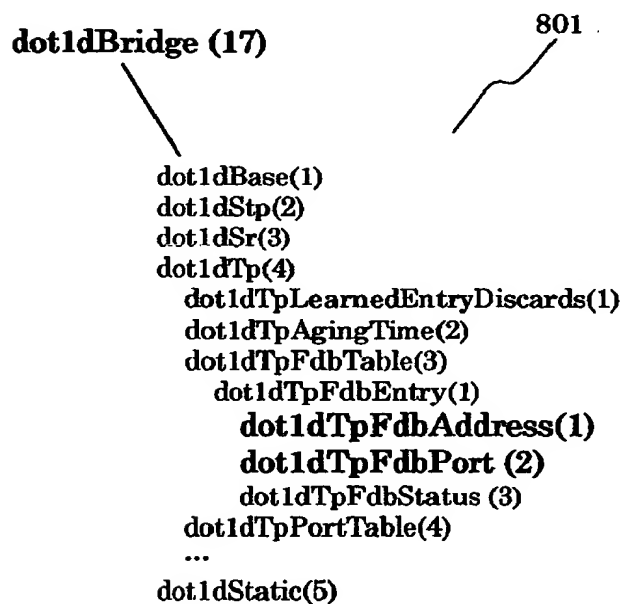 801
dot1dBridge (17)
dot1dBase(1)
dot1dStp(2)
dot1dSr(3)
dot1dTp(4)
dot1dTpLearnedEntryDiscards(1)
dot1dTpAgingTime(2)
dot1dTpFdbTable(3)
dot1dTpFdbEntry(1)
dot1dTpFdbAddress(1)
dot1dTpFdbPort (2)
dot1dTpFdbStatus (3)
dot1dTpPortTable(4)
...
dot1dStatic(5)